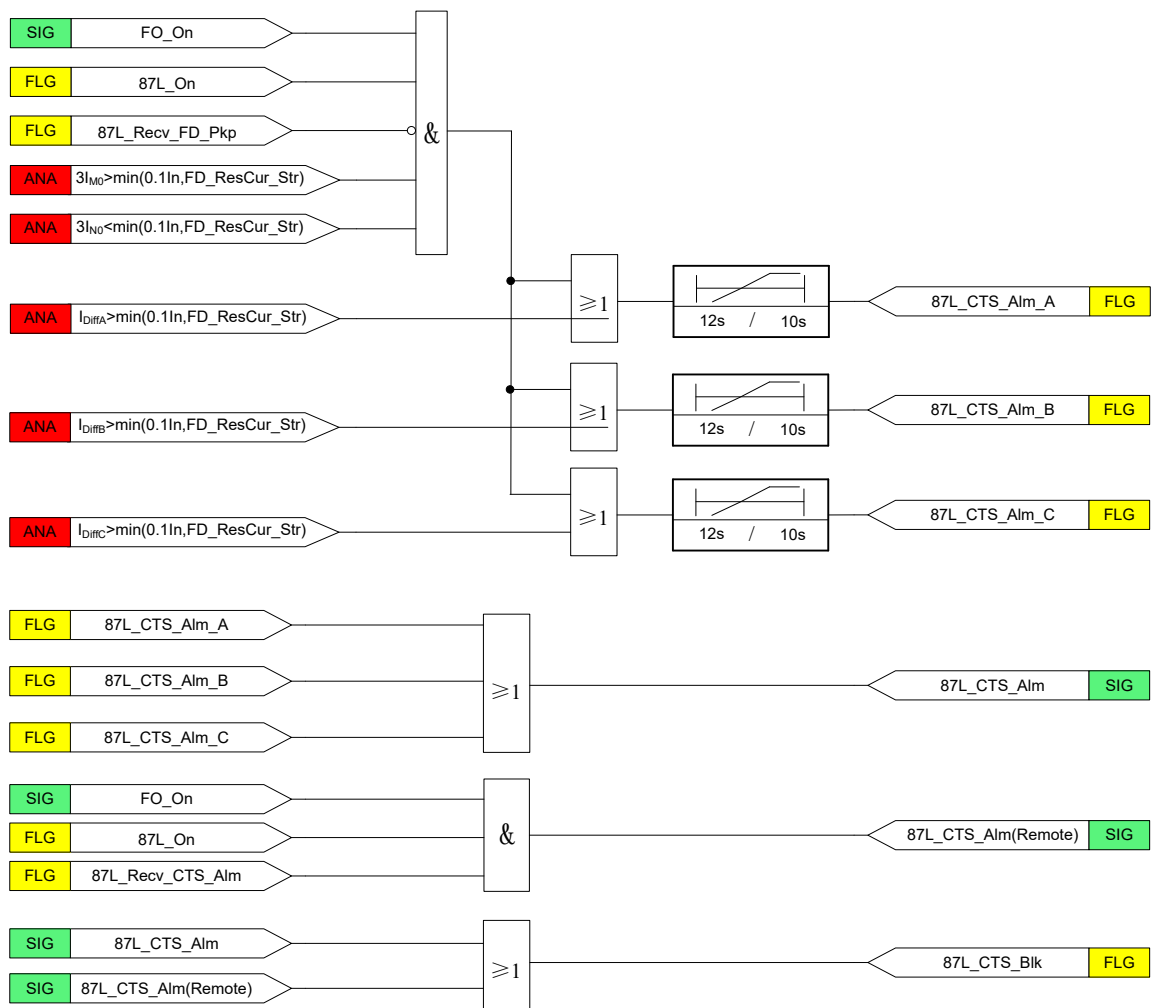 SIG FO_On
FLG 87L_On
FLG 87L_Recv_FD_Pkp
&
ANA 3IM0>min(0.1In,FD_ResCur_Str)
ANA 3IN0<min(0.1In,FD_ResCur_Str)
ANA IDiffA>min(0.1In,FD_ResCur_Str)
≥1
12s / 10s
87L_CTS_Alm_A FLG
ANA IDiffB>min(0.1In,FD_ResCur_Str)
≥1
12s / 10s
87L_CTS_Alm_B FLG
ANA IDiffC>min(0.1In,FD_ResCur_Str)
≥1
12s / 10s
87L_CTS_Alm_C FLG
FLG 87L_CTS_Alm_A
FLG 87L_CTS_Alm_B
FLG 87L_CTS_Alm_C
≥1
87L_CTS_Alm SIG
SIG FO_On
FLG 87L_On
FLG 87L_Recv_CTS_Alm
&
87L_CTS_Alm(Remote) SIG
SIG 87L_CTS_Alm
SIG 87L_CTS_Alm(Remote)
≥1
87L_CTS_Blk FLG